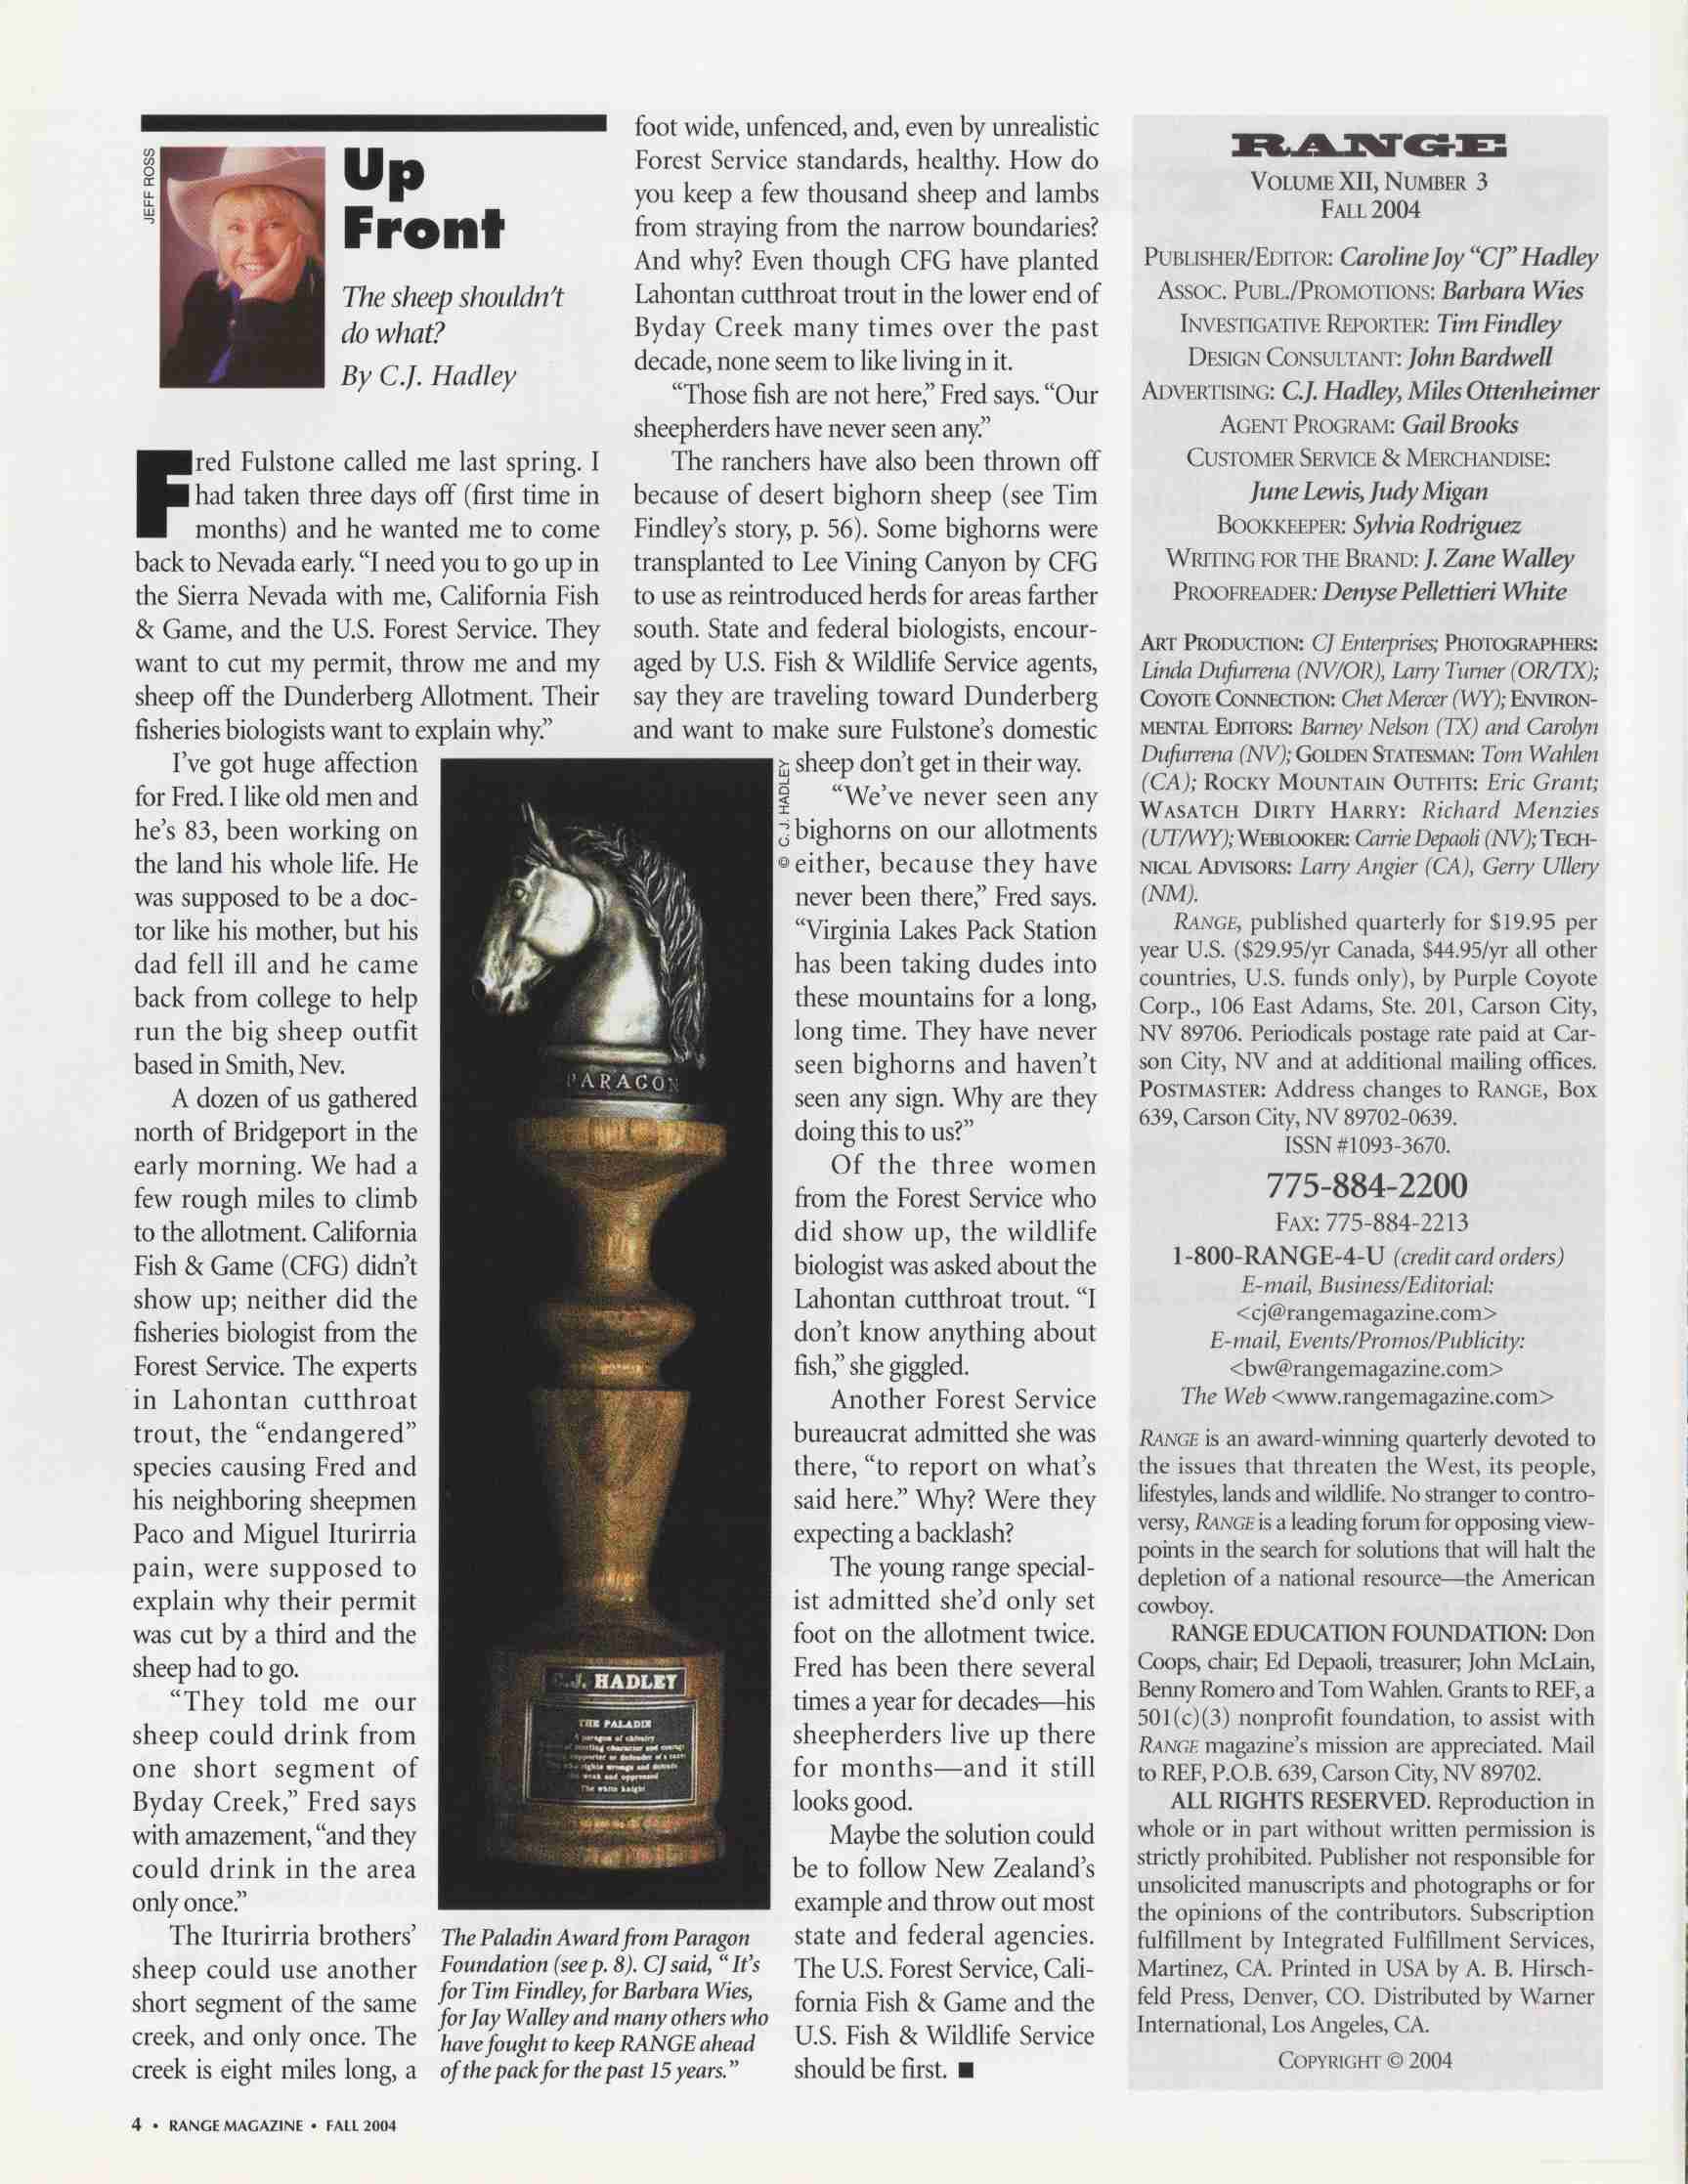 JEFF ROSS
Up
Front
The sheep shouldn't
do what?
By C.J. Hadley
Fred Fulstone called me last spring. I
had taken three days off (first time in
months) and he wanted me to come
back to Nevada early. “I need you to go up in
the Sierra Nevada with me, California Fish
& Game, and the U.S. Forest Service. They
want to cut my permit, throw me and my
sheep off the Dunderberg Allotment. Their
fisheries biologists want to explain why.”
I've got huge affection
for Fred. I like old men and
he's 83, been working on
the land his whole life. He
was supposed to be a doc-
tor like his mother, but his
dad fell ill and he came
back from college to help
run the big sheep outfit
based in Smith, Nev.
A dozen of us gathered
north of Bridgeport in the
early morning. We had a
few rough miles to climb
to the allotment. California
Fish & Game (CFG) didn't
show up; neither did the
fisheries biologist from the
Forest Service. The experts
in Lahontan cutthroat
trout, the “endangered”
species causing Fred and
his neighboring sheepmen
Paco and Miguel Iturirria
pain, were supposed to
explain why their permit
was cut by a third and the
sheep had to go.
“They told me our
sheep could drink from
one short segment of
Byday Creek,” Fred says
with amazement, “and they
could drink in the area
only once.”
The Iturirria brothers'
sheep could use another
short segment of the same
creek, and only once. The
creek is eight miles long, a
foot wide, unfenced, and, even by unrealistic
Forest Service standards, healthy. How do
you keep a few thousand sheep and lambs
from straying from the narrow boundaries?
And why? Even though CFG have planted
Lahontan cutthroat trout in the lower end of
Byday Creek many times over the past
decade, none seem to like living in it.
“Those fish are not here,” Fred says. “Our
sheepherders have never seen any.”
The ranchers have also been thrown off
because of desert bighorn sheep (see Tim
Findley's story, p. 56). Some bighorns were
transplanted to Lee Vining Canyon by CFG
to use as reintroduced herds for areas farther
south. State and federal biologists, encour-
aged by U.S. Fish & Wildlife Service agents,
say they are traveling toward Dunderberg
and want to make sure Fulstone's domestic
sheep don't get in their way.
“We've never seen any
bighorns on our allotments
either, because they have
never been there,” Fred says.
“Virginia Lakes Pack Station
has been taking dudes into
these mountains for a long,
long time. They have never
seen bighorns and haven't
seen any sign. Why are they
doing this to us?”
Of the three women
from the Forest Service who
did show up, the wildlife
biologist was asked about the
Lahontan cutthroat trout. “I
don't know anything about
fish,” she giggled.
Another Forest Service
bureaucrat admitted she was
there, “to report on what's
said here.” Why? Were they
expecting a backlash?
The young range special-
ist admitted she'd only set
foot on the allotment twice.
Fred has been there several
times a year for decades—his
sheepherders live up there
for months—and it still
looks good.
Maybe the solution could
be to follow New Zealand's
example and throw out most
state and federal agencies.
The U.S. Forest Service, Cali-
fornia Fish & Game and the
U.S. Fish & Wildlife Service
should be first. ■
© C. J. HADLEY
PARAGON
C.J. HADLEY
THE PALADIN
A paragon of chivalry
The white knight
The Paladin Award from Paragon
Foundation (see p. 8). CJ said, “It's
for Tim Findley, for Barbara Wies,
for Jay Walley and many others who
have fought to keep RANGE ahead
of the pack for the past 15 years.”
RANGE
VOLUME XII, NUMBER 3
FALL 2004
PUBLISHER/EDITOR: Caroline Joy “CJ” Hadley
ASSOC. PUBL./PROMOTIONS: Barbara Wies
INVESTIGATIVE REPORTER: Tim Findley
DESIGN CONSULTANT: John Bardwell
ADVERTISING: C.J. Hadley, Miles Ottenheimer
AGENT PROGRAM: Gail Brooks
CUSTOMER SERVICE & MERCHANDISE:
June Lewis, Judy Migan
BOOKKEEPER: Sylvia Rodriguez
WRITING FOR THE BRAND: J. Zane Walley
PROOFREADER: Denyse Pellettieri White
ART PRODUCTION: CJ Enterprises; PHOTOGRAPHERS:
Linda Dufurrena (NV/OR), Larry Turner (OR/TX);
COYOTE CONNECTION: Chet Mercer (WY); ENVIRON-
MENTAL EDITORS: Barney Nelson (TX) and Carolyn
Dufurrena (NV); GOLDEN STATESMAN: Tom Wahlen
(CA); ROCKY MOUNTAIN OUTFITS: Eric Grant;
WASATCH DIRTY HARRY: Richard Menzies
(UT/WY); WEBLOOKER: Carrie Depaoli (NV); TECH-
NICAL ADVISORS: Larry Angier (CA), Gerry Ullery
(NM).
RANGE, published quarterly for $19.95 per
year U.S. ($29.95/yr Canada, $44.95/yr all other
countries, U.S. funds only), by Purple Coyote
Corp., 106 East Adams, Ste. 201, Carson City,
NV 89706. Periodicals postage rate paid at Car-
son City, NV and at additional mailing offices.
POSTMASTER: Address changes to RANGE, Box
639, Carson City, NV 89702-0639.
ISSN #1093-3670.
775-884-2200
FAX: 775-884-2213
1-800-RANGE-4-U (credit card orders)
E-mail, Business/Editorial:
<cj@rangemagazine.com>
E-mail, Events/Promos/Publicity:
<bw@rangemagazine.com>
The Web <www.rangemagazine.com>
RANGE is an award-winning quarterly devoted to
the issues that threaten the West, its people,
lifestyles, lands and wildlife. No stranger to contro-
versy, RANGE is a leading forum for opposing view-
points in the search for solutions that will halt the
depletion of a national resource—the American
cowboy.
RANGE EDUCATION FOUNDATION: Don
Coops, chair; Ed Depaoli, treasurer; John McLain,
Benny Romero and Tom Wahlen. Grants to REF, a
501(c)(3) nonprofit foundation, to assist with
RANGE magazine's mission are appreciated. Mail
to REF, P.O.B. 639, Carson City, NV 89702.
ALL RIGHTS RESERVED. Reproduction in
whole or in part without written permission is
strictly prohibited. Publisher not responsible for
unsolicited manuscripts and photographs or for
the opinions of the contributors. Subscription
fulfillment by Integrated Fulfillment Services,
Martinez, CA. Printed in USA by A. B. Hirsch-
feld Press, Denver, CO. Distributed by Warner
International, Los Angeles, CA.
COPYRIGHT © 2004
4 • RANGE MAGAZINE • FALL 2004